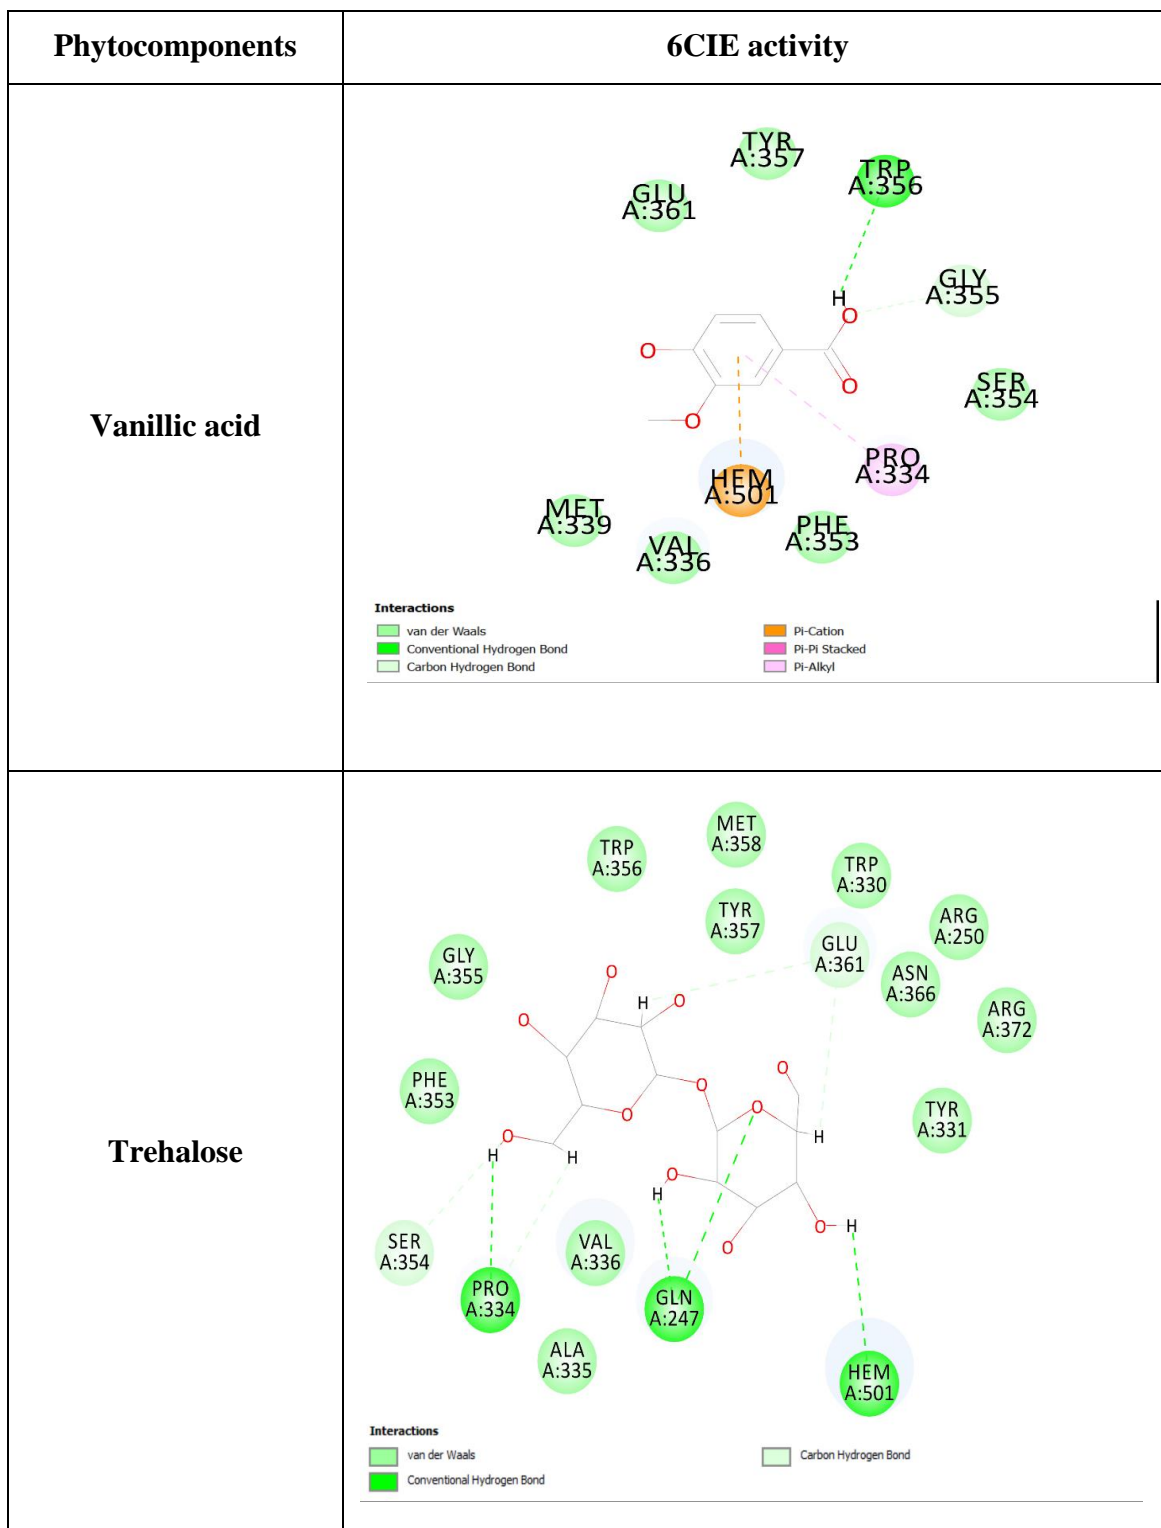 Phytocomponents
6CIE activity
Vanillic acid
TYR
A:357
TRP
A:356
GLU
A:361
GLY
A:355
H
O
O
O
O
SER
A:354
PRO
A:334
HEM
A:501
MET
A:339
PHE
A:353
VAL
A:336
Interactions
van der Waals
Conventional Hydrogen Bond
Carbon Hydrogen Bond
Pi-Cation
Pi-Pi Stacked
Pi-Alkyl
Trehalose
MET
A:358
TRP
A:356
TRP
A:330
TYR
A:357
ARG
A:250
GLU
A:361
GLY
A:355
ASN
A:366
ARG
A:372
O
H
O
O
PHE
A:353
O
O
O
O
TYR
A:331
O
H
H
H
O
H
SER
A:354
VAL
A:336
O
O
H
PRO
A:334
GLN
A:247
ALA
A:335
HEM
A:501
Interactions
van der Waals
Conventional Hydrogen Bond
Carbon Hydrogen Bond